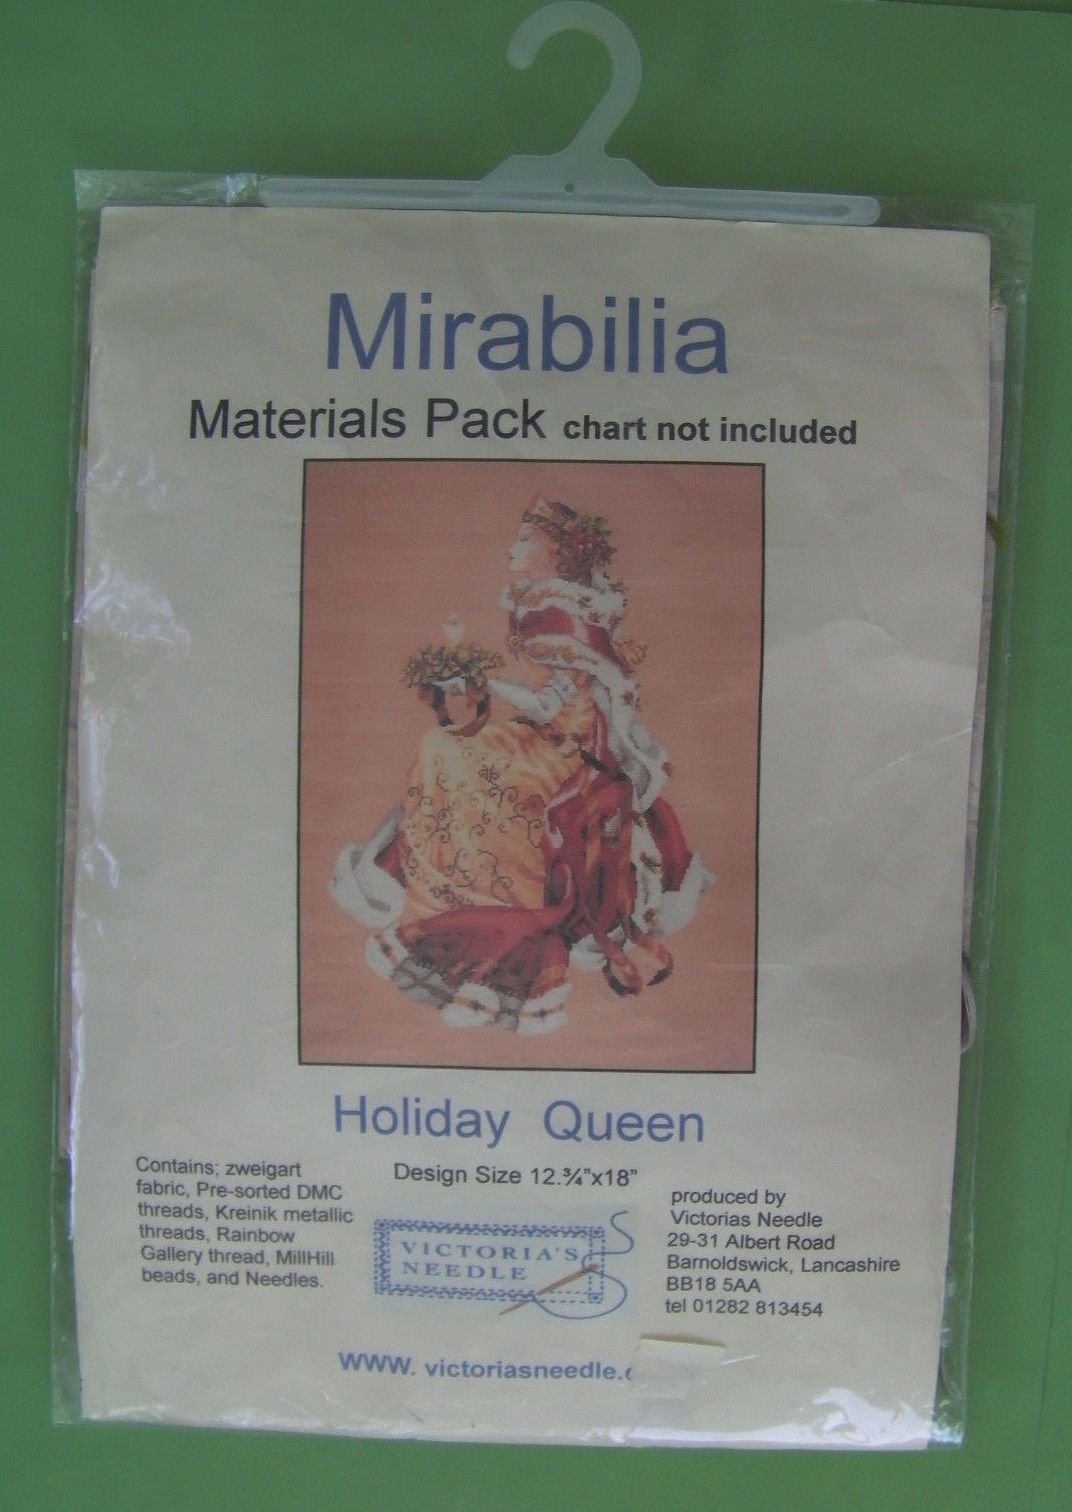 Mirabilia
Materials Pack chart not included
Holiday Queen
Contains; zweigart
fabric, Pre-sorted DMC
threads, Kreinik metallic
threads, Rainbow
Gallery thread, MillHill
beads, and Needles.
Design Size 12.¾"x18"
VICTORIA'S
NEEDLE
produced by
Victorias Needle
29-31 Albert Road
Barnoldswick, Lancashire
BB18 5AA
tel 01282 813454
WWW. victoriasneedle.